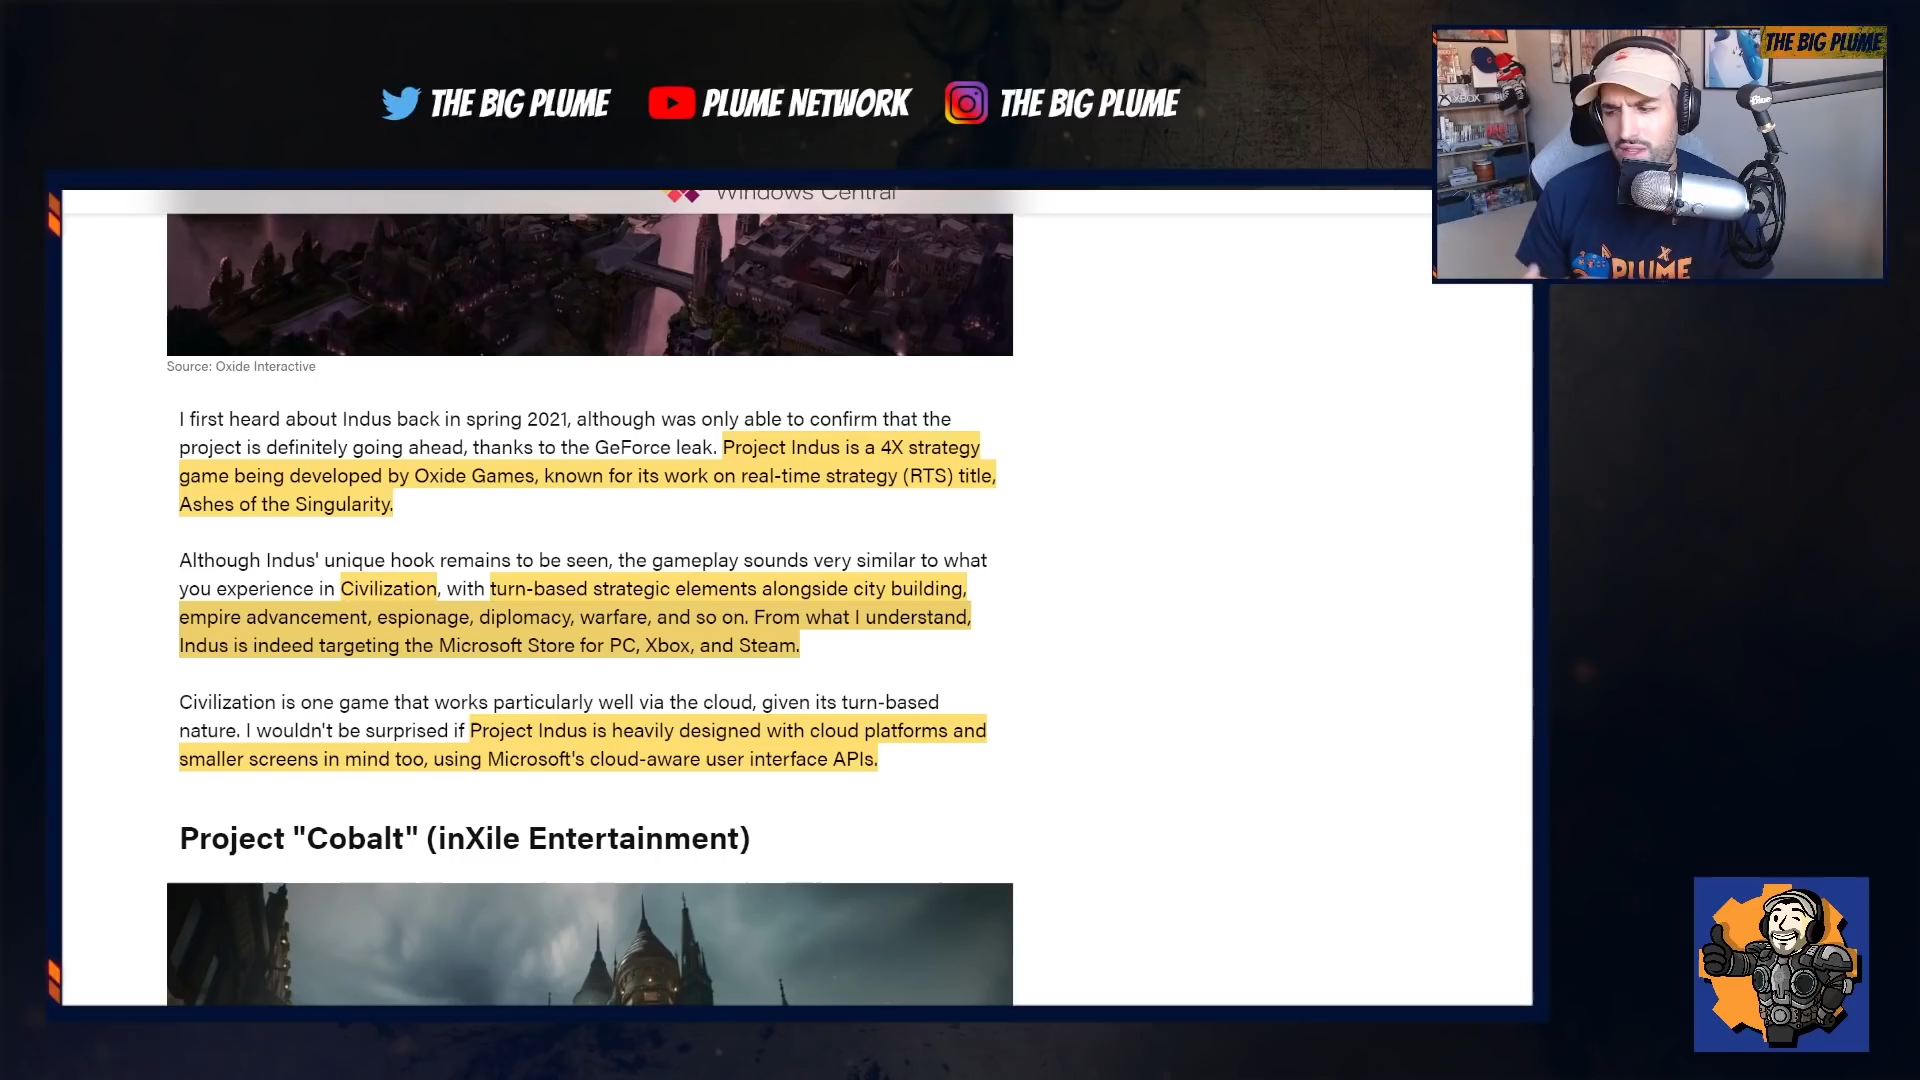 THE BIG PLUME
PLUME NETWORK
THE BIG PLUME
THE BIG PLUME
XBOX
Blue
PLUME
Windows Central
Source: Oxide Interactive
I first heard about Indus back in spring 2021, although was only able to confirm that the
project is definitely going ahead, thanks to the GeForce leak. Project Indus is a 4X strategy
game being developed by Oxide Games, known for its work on real-time strategy (RTS) title,
Ashes of the Singularity.
Although Indus' unique hook remains to be seen, the gameplay sounds very similar to what
you experience in Civilization, with turn-based strategic elements alongside city building,
empire advancement, espionage, diplomacy, warfare, and so on. From what I understand,
Indus is indeed targeting the Microsoft Store for PC, Xbox, and Steam.
Civilization is one game that works particularly well via the cloud, given its turn-based
nature. I wouldn't be surprised if Project Indus is heavily designed with cloud platforms and
smaller screens in mind too, using Microsoft's cloud-aware user interface APIs.
Project "Cobalt" (inXile Entertainment)